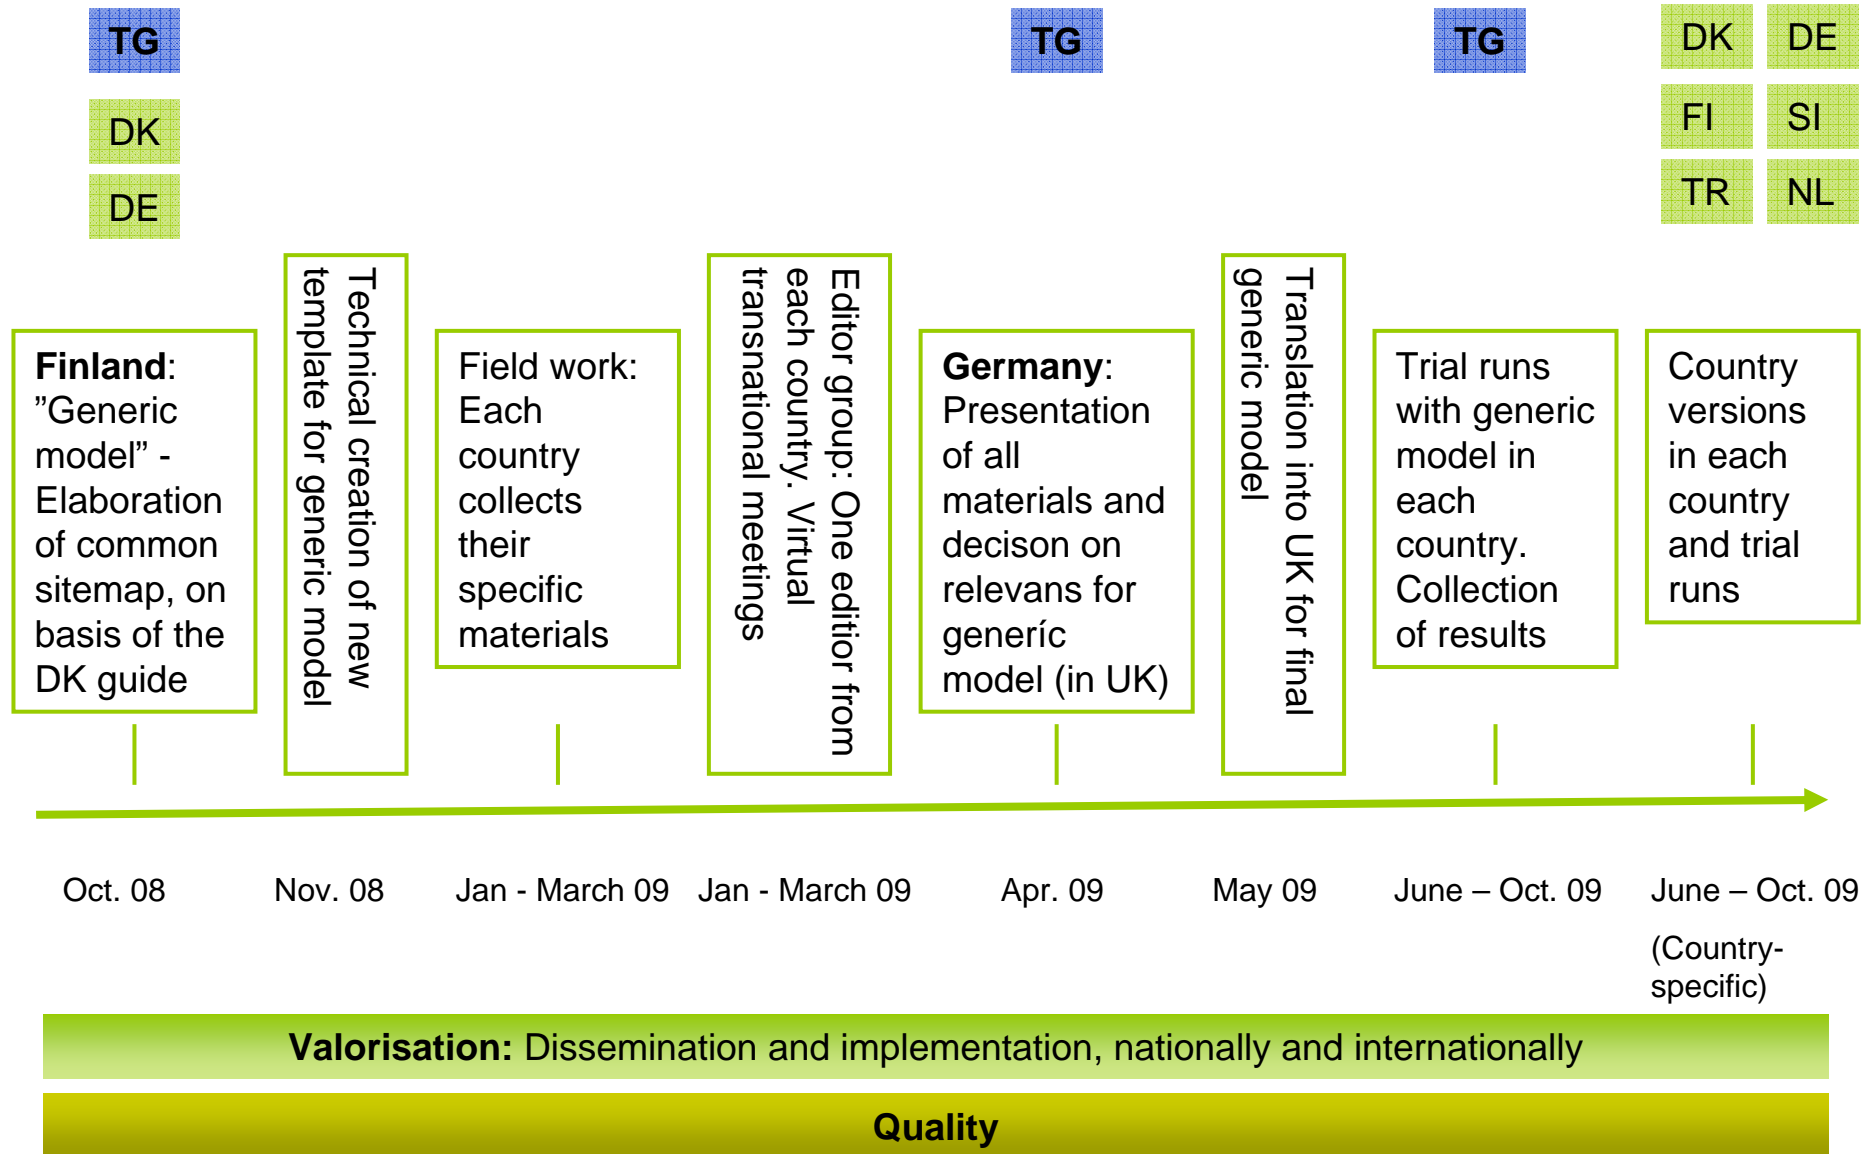 TG
DK
DE
TG
TG
DK DE
FI SI
TR NL
Finland:
”Generic
model” -
Elaboration
of common
sitemap, on
basis of the
DK guide
Technical creation of new
template for generic model
Field work:
Each
country
collects
their
specific
materials
Editor group: One editior from
each country. Virtual
transnational meetings
Germany:
Presentation
of all
materials and
decison on
relevans for
generíc
model (in UK)
Translation into UK for final
generic model
Trial runs
with generic
model in
each
country.
Collection
of results
Country
versions
in each
country
and trial
runs
Oct. 08
Nov. 08
Jan - March 09
Jan - March 09
Apr. 09
May 09
June – Oct. 09
June – Oct. 09
(Country-
specific)
Valorisation: Dissemination and implementation, nationally and internationally
Quality